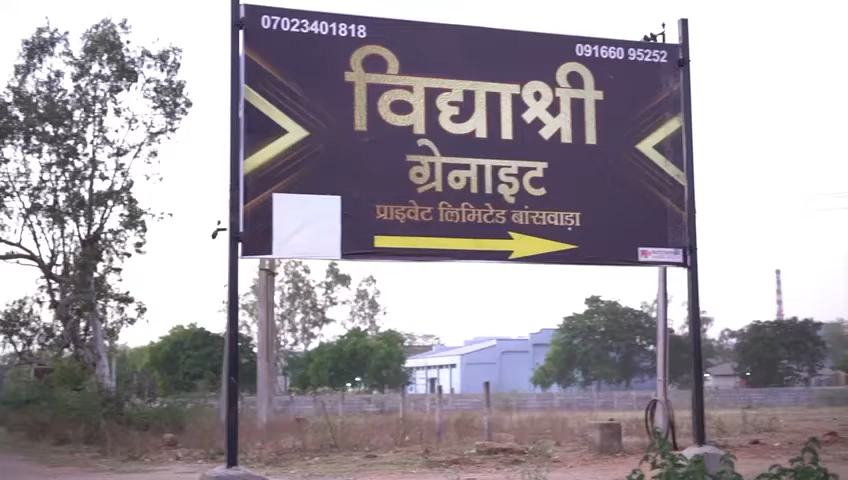 07023401818
091660 95252
विद्याश्री
ग्रेनाइट
प्राइवेट लिमिटेड बांसवाड़ा